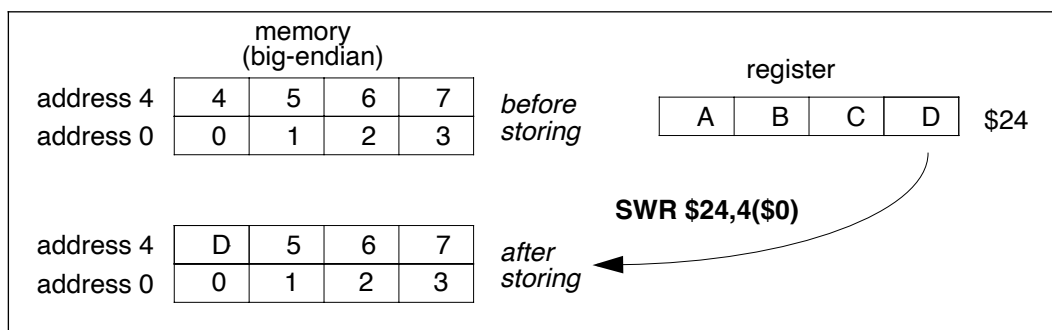 memory
(big-endian)
register
address 4 4 5 6 7 before
address 0 0 1 2 3 storing
A B C D $24
SWR $24,4($0)
address 4 D 5 6 7 after
address 0 0 1 2 3 storing